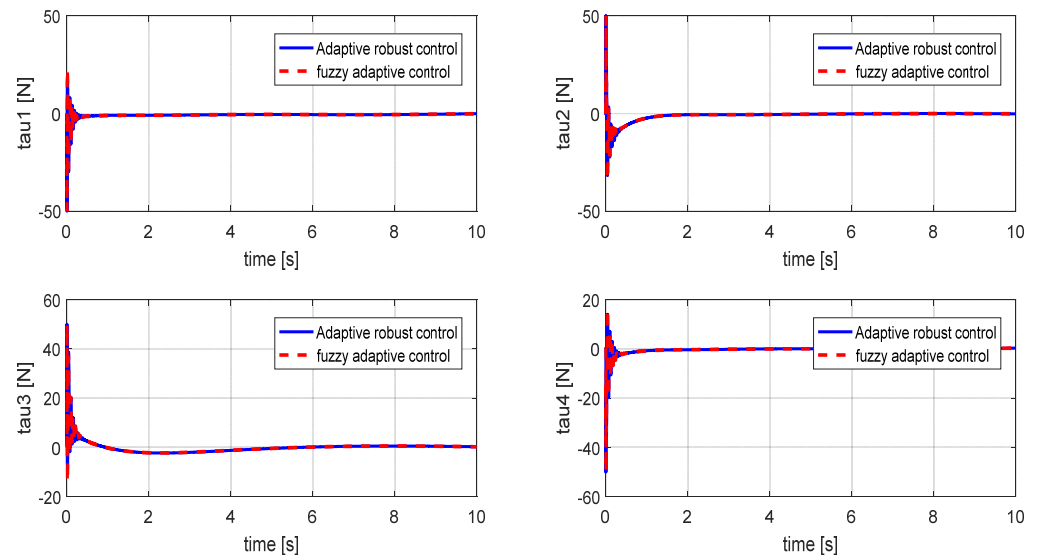 50
0
-50
tau1 [N]
Adaptive robust control
fuzzy adaptive control
0 2 4 6 8 10
time [s]
50
0
-50
tau2 [N]
Adaptive robust control
fuzzy adaptive control
0 2 4 6 8 10
time [s]
60
40
20
0
-20
tau3 [N]
Adaptive robust control
fuzzy adaptive control
0 2 4 6 8 10
time [s]
20
0
-20
-40
-60
tau4 [N]
Adaptive robust control
fuzzy adaptive control
0 2 4 6 8 10
time [s]